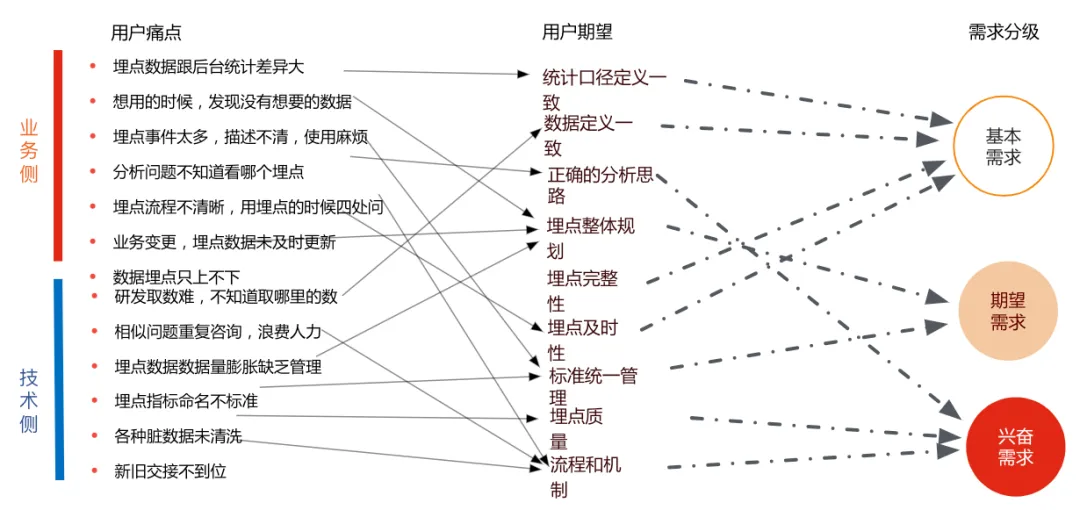 用户痛点
用户期望
需求分级
业务侧
埋点数据跟后台统计差异大
想用的时候，发现没有想要的数据
埋点事件太多，描述不清，使用麻烦
分析问题不知道看哪个埋点
埋点流程不清晰，用埋点的时候四处问
业务变更，埋点数据未及时更新
数据埋点只上不下
技术侧
研发取数难，不知道取哪里的数
相似问题重复咨询，浪费人力
埋点数据数据量膨胀缺乏管理
埋点指标命名不标准
各种脏数据未清洗
新旧交接不到位
统计口径定义一
致
数据定义一
致
正确的分析思
路
埋点整体规
划
埋点完整
性
埋点及时
性
标准统一管
理
埋点质
量
流程和机
制
基本
需求
期望
需求
兴奋
需求